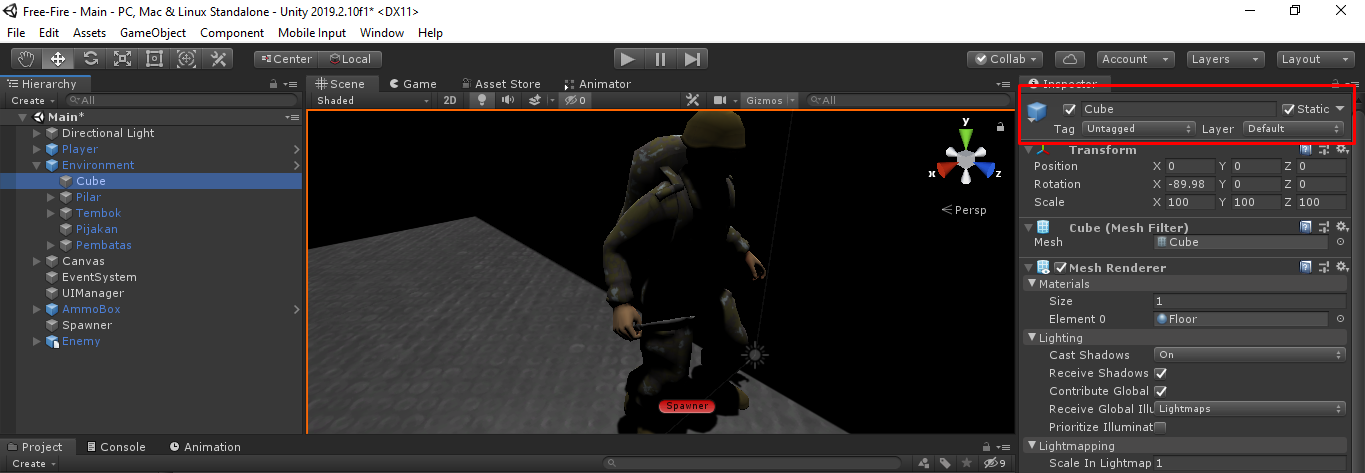 Free-Fire - Main - PC, Mac & Linux Standalone - Unity 2019.2.10f1* <DX11>
File Edit Assets GameObject Component Mobile Input Window Help
Center Local Collab Account Layers Layout
Hierarchy Scene Game Asset Store Animator Inspector
Create All Shaded 2D 0 Gizmos All
Main*
Directional Light
Player
Environment
Cube
Pilar
Tembok
Pijakan
Pembatas
Canvas
EventSystem
UIManager
AmmoBox
Spawner
Enemy
y
x z
Persp
Spawner
Cube Static
Tag Untagged Layer Default
Transform
Position X 0 Y 0 Z 0
Rotation X -89.98 Y 0 Z 0
Scale X 100 Y 100 Z 100
Cube (Mesh Filter)
Mesh Cube
Mesh Renderer
Materials
Size 1
Element 0 Floor
Lighting
Cast Shadows On
Receive Shadows
Contribute Global
Receive Global Illu Lightmaps
Prioritize Illuminat
Lightmapping
Scale In Lightmap 1
Project Console Animation
Create 9